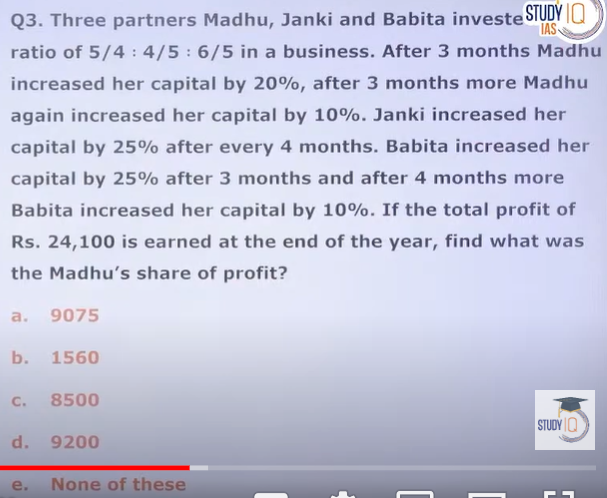 Q3. Three partners Madhu, Janki and Babita investe
STUDY IQ
IAS
ratio of 5/4 : 4/5 : 6/5 in a business. After 3 months Madhu
increased her capital by 20%, after 3 months more Madhu
again increased her capital by 10%. Janki increased her
capital by 25% after every 4 months. Babita increased her
capital by 25% after 3 months and after 4 months more
Babita increased her capital by 10%. If the total profit of
Rs. 24,100 is earned at the end of the year, find what was
the Madhu's share of profit?
a. 9075
b. 1560
c. 8500
STUDY IQ
d. 9200
e. None of these